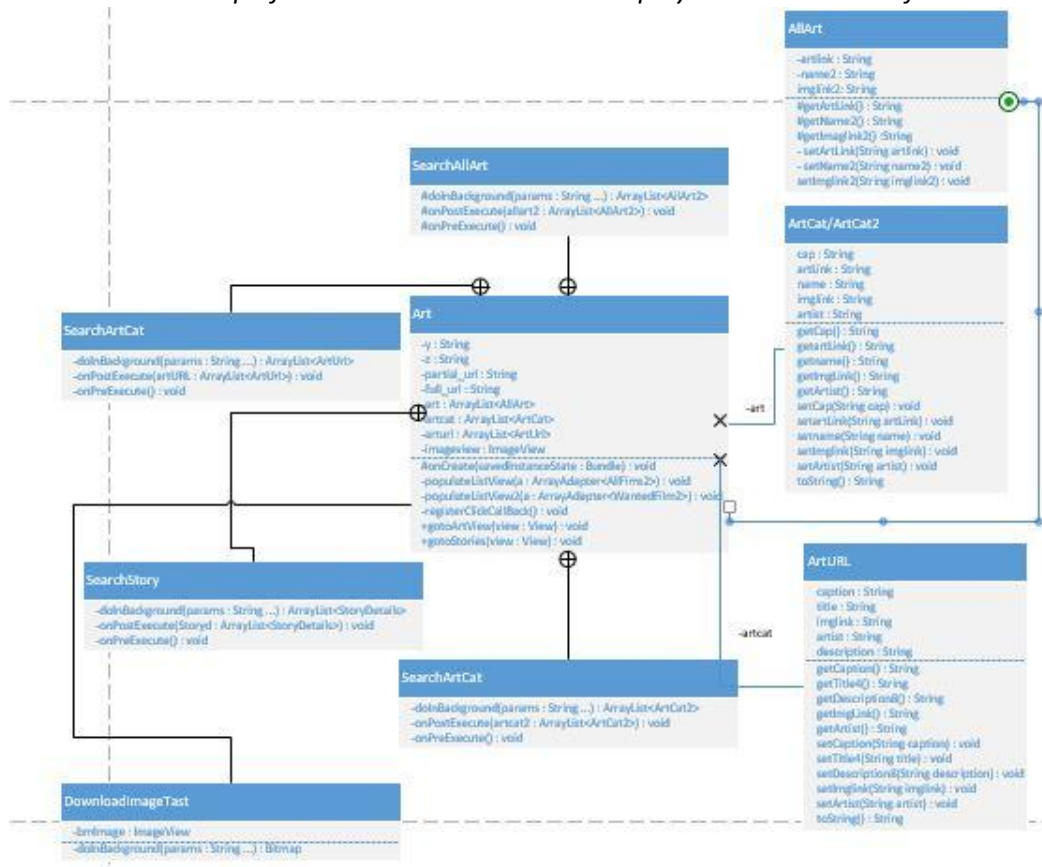 AllArt
-artlink : String
-name2 : String
imglink2: String
#getArtLink() : String
#getName2() : String
#getImaglink2() :String
- setArtLink(String artlink) : void
- setName2(String name2) : void
setImglink2(String imglink2) : void
SearchAllArt
#doInBackground(params : String ...) : ArrayList<AllArt2>
#onPostExecute(allart2 : ArrayList<AllArt2>) : void
#onPreExecute() : void
ArtCat/ArtCat2
cap : String
artLink : String
name : String
imglink : String
artist : String
getCap() : String
getartLink() : String
getname() : String
getImgLink() : String
getArtist() : String
setCap(String cap) : void
setartLink(String artLink) : void
setname(String name) : void
setImglink(String imglink) : void
setArtist(String artist) : void
toString() : String
SearchArtCat
-doInBackground(params : String ...) : ArrayList<ArtUrl>
-onPostExecute(artURL : ArrayList<ArtUrl>) : void
-onPreExecute() : void
Art
-y : String
-z : String
-partial_url : String
-full_url : String
-art : ArrayList<AllArt>
-artcat : ArrayList<ArtCat>
-arturl : ArrayList<ArtUrl>
-imageview : ImageView
#onCreate(savedInstanceState : Bundle) : void
-populateListView(a : ArrayAdapter<AllFims2>) : void
-populateListView2(a : ArrayAdapter<WantedFilm2>) : void
-registerClickCallBack() : void
+gotoArtView(view : View) : void
+gotoStories(view : View) : void
-art
SearchStory
-doInBackground(params : String ...) : ArrayList<StoryDetails>
-onPostExecute(Storyd : ArrayList<StoryDetails>) : void
-onPreExecute() : void
ArtURL
caption : String
title : String
imglink : String
artist : String
description : String
getCaption() : String
getTitle4() : String
getDescription8() : String
getImgLink() : String
getArtist() : String
setCaption(String caption) : void
setTitle4(String title) : void
setDescription8(String description) : void
setImglink(String imglink) : void
setArtist(String artist) : void
toString() : String
-artcat
SearchArtCat
-doInBackground(params : String ...) : ArrayList<ArtCat2>
-onPostExecute(artcat2 : ArrayList<ArtCat2>) : void
-onPreExecute() : void
DownloadImageTast
-bmImage : ImageView
-doInBackground(params : String ...) : Bitmap